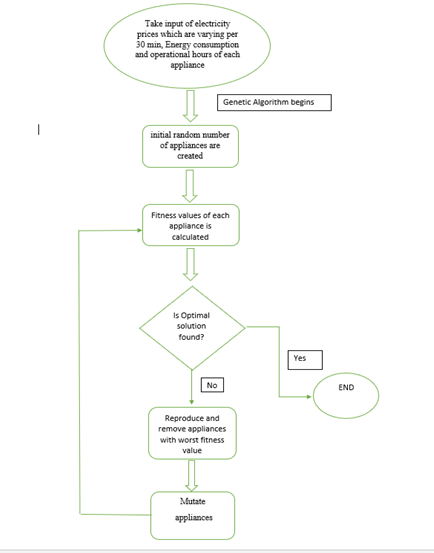 Take input of electricity
prices which are varying per
30 min, Energy consumption
and operational hours of each
appliance
Genetic Algorithm begins
initial random number
of appliances are
created
Fitness values of each
appliance is
calculated
Is Optimal
solution
found?
Yes
END
No
Reproduce and
remove appliances
with worst fitness
value
Mutate
appliances